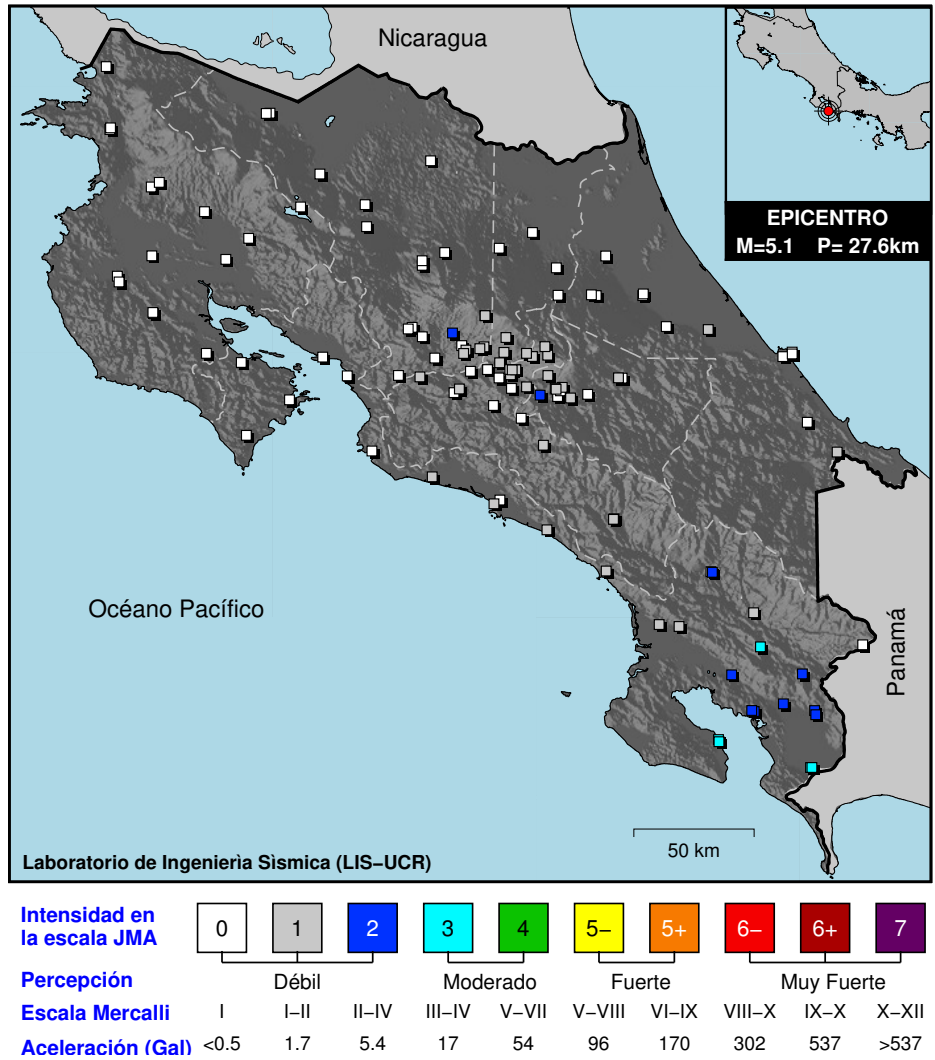 Nicaragua
EPICENTRO
M=5.1 P= 27.6km
Océano Pacífico
Panamá
50 km
Laboratorio de Ingenierìa Sìsmica (LIS−UCR)
Intensidad en
la escala JMA
0 1 2 3 4 5− 5+ 6− 6+ 7
Percepción Débil Moderado Fuerte Muy Fuerte
Escala Mercalli I I−II II−IV III−IV V−VII V−VIII VI−IX VIII−X IX−X X−XII
Aceleración (Gal) <0.5 1.7 5.4 17 54 96 170 302 537 >537